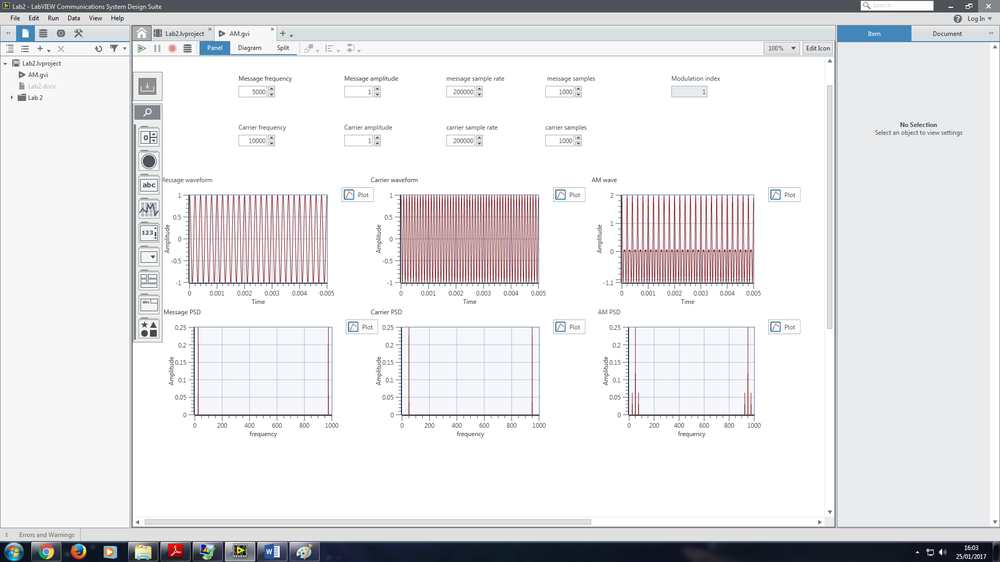 Lab2 - LabVIEW Communications System Design Suite
Search
File Edit Run Data View Help
Log In
Lab2.lvproject
AM.gvi
Item
Document
Panel
Diagram
Split
100%
Edit Icon
Lab2.lvproject
AM.gvi
Lab2.docx
Lab 2
Message frequency
Message amplitude
message sample rate
message samples
Modulation index
5000
1
200000
1000
1
Carrier frequency
Carrier amplitude
carrier sample rate
carrier samples
10000
1
200000
1000
No Selection
Select an object to view settings
0
abc
123
abc
Message waveform
Plot
1
0.5
0
-0.5
-1
Amplitude
0 0.001 0.002 0.003 0.004 0.005
Time
Carrier waveform
Plot
1
0.5
0
-0.5
-1
Amplitude
0 0.001 0.002 0.003 0.004 0.005
Time
AM wave
Plot
2
1
0
-1.1
Amplitude
0 0.001 0.002 0.003 0.004 0.005
Time
Message PSD
Plot
0.25
0.2
0.15
0.1
0.05
0
Amplitude
0 200 400 600 800 1000
frequency
Carrier PSD
Plot
0.25
0.2
0.15
0.1
0.05
0
Amplitude
0 200 400 600 800 1000
frequency
AM PSD
Plot
0.25
0.2
0.15
0.1
0.05
0
Amplitude
0 200 400 600 800 1000
frequency
Errors and Warnings
16:03
25/01/2017